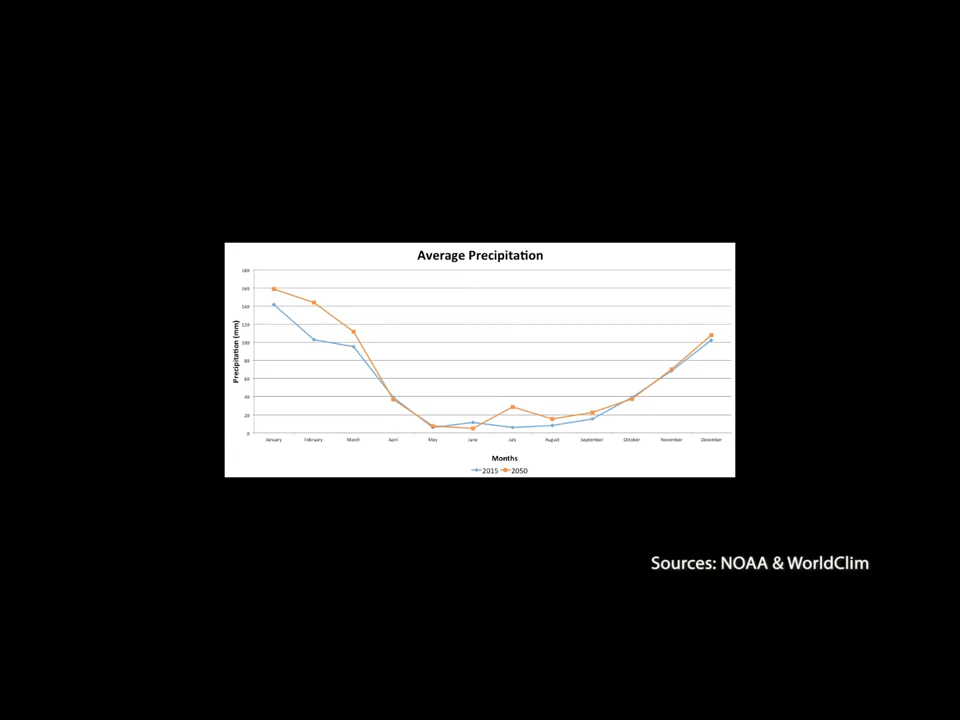 Average Precipitation
Precipitation (mm)
180
160
140
120
100
80
60
40
20
0
January February March April May June July August September October November December
Months
2015 2050
Sources: NOAA & WorldClim